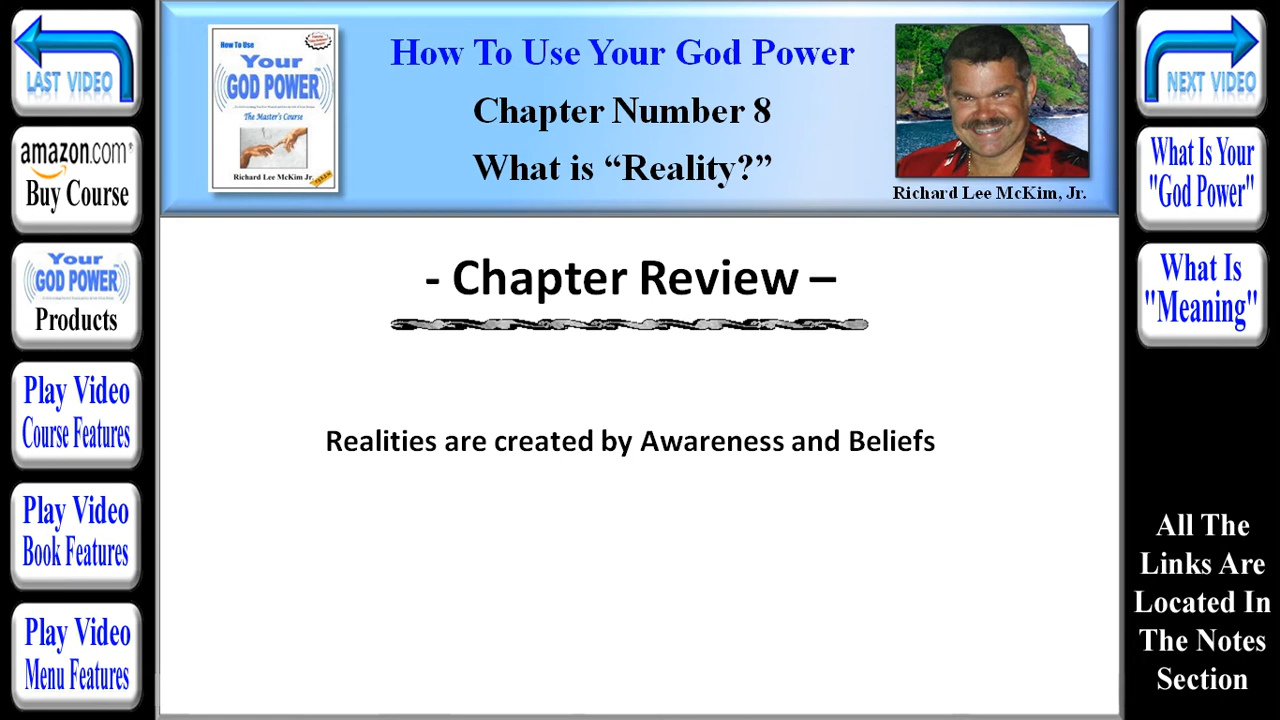 LAST VIDEO
amazon.com
Buy Course
Your
GOD POWER
Products
Play Video
Course Features
Play Video
Book Features
Play Video
Menu Features
How To Use
Your
GOD POWER
The Master's Course
Richard Lee McKim Jr.
How To Use Your God Power
Chapter Number 8
What is “Reality?”
Richard Lee McKim, Jr.
- Chapter Review –
Realities are created by Awareness and Beliefs
NEXT VIDEO
What Is Your
"God Power"
What Is
"Meaning"
All The
Links Are
Located In
The Notes
Section